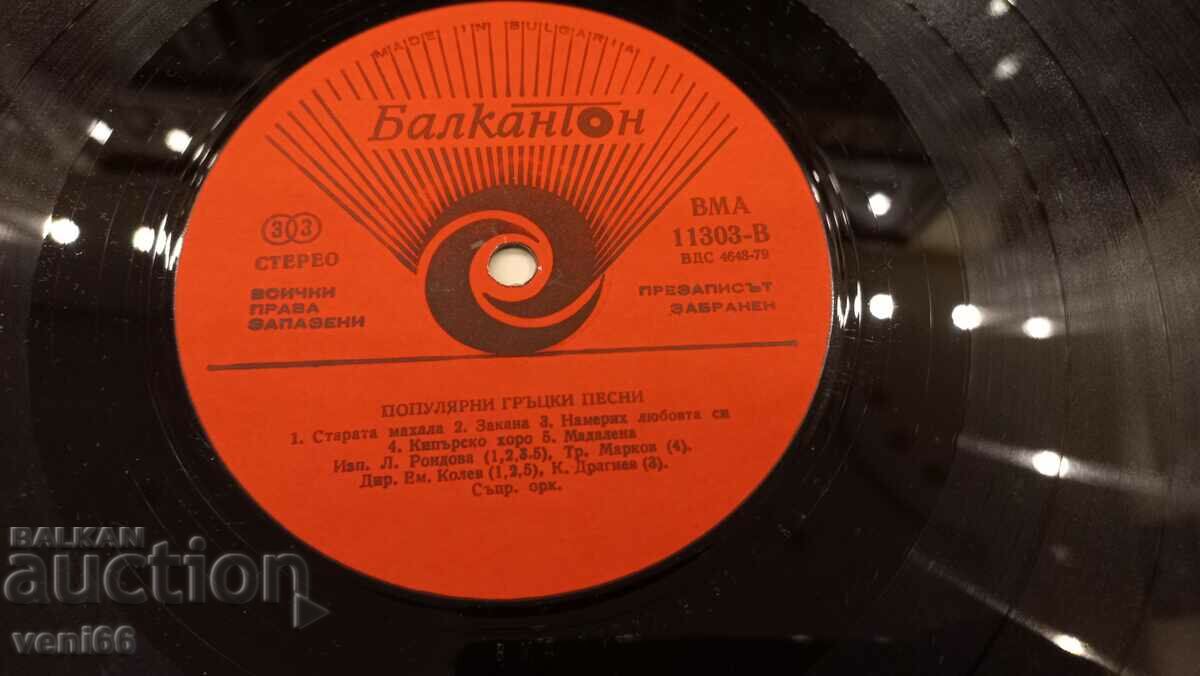 MADE IN BULGARIA
Балкантон
33
СТЕРЕО
ВСИЧКИ
ПРАВА
ЗАПАЗЕНИ
ВМА
11303-В
БДС 4648-79
ПРЕЗАПИСЪТ
ЗАБРАНЕН
ПОПУЛЯРНИ ГРЪЦКИ ПЕСНИ
1. Старата махала 2. Закана 3. Намерих любовта си
4. Кипърско хоро 5. Мадалена
Изп. Л. Рондова (1,2,3,5), Тр. Марков (4).
Дир. Ем. Колев (1,2,5), К. Драгнев (3).
Съпр. орк.
BALKAN
auction
veni66